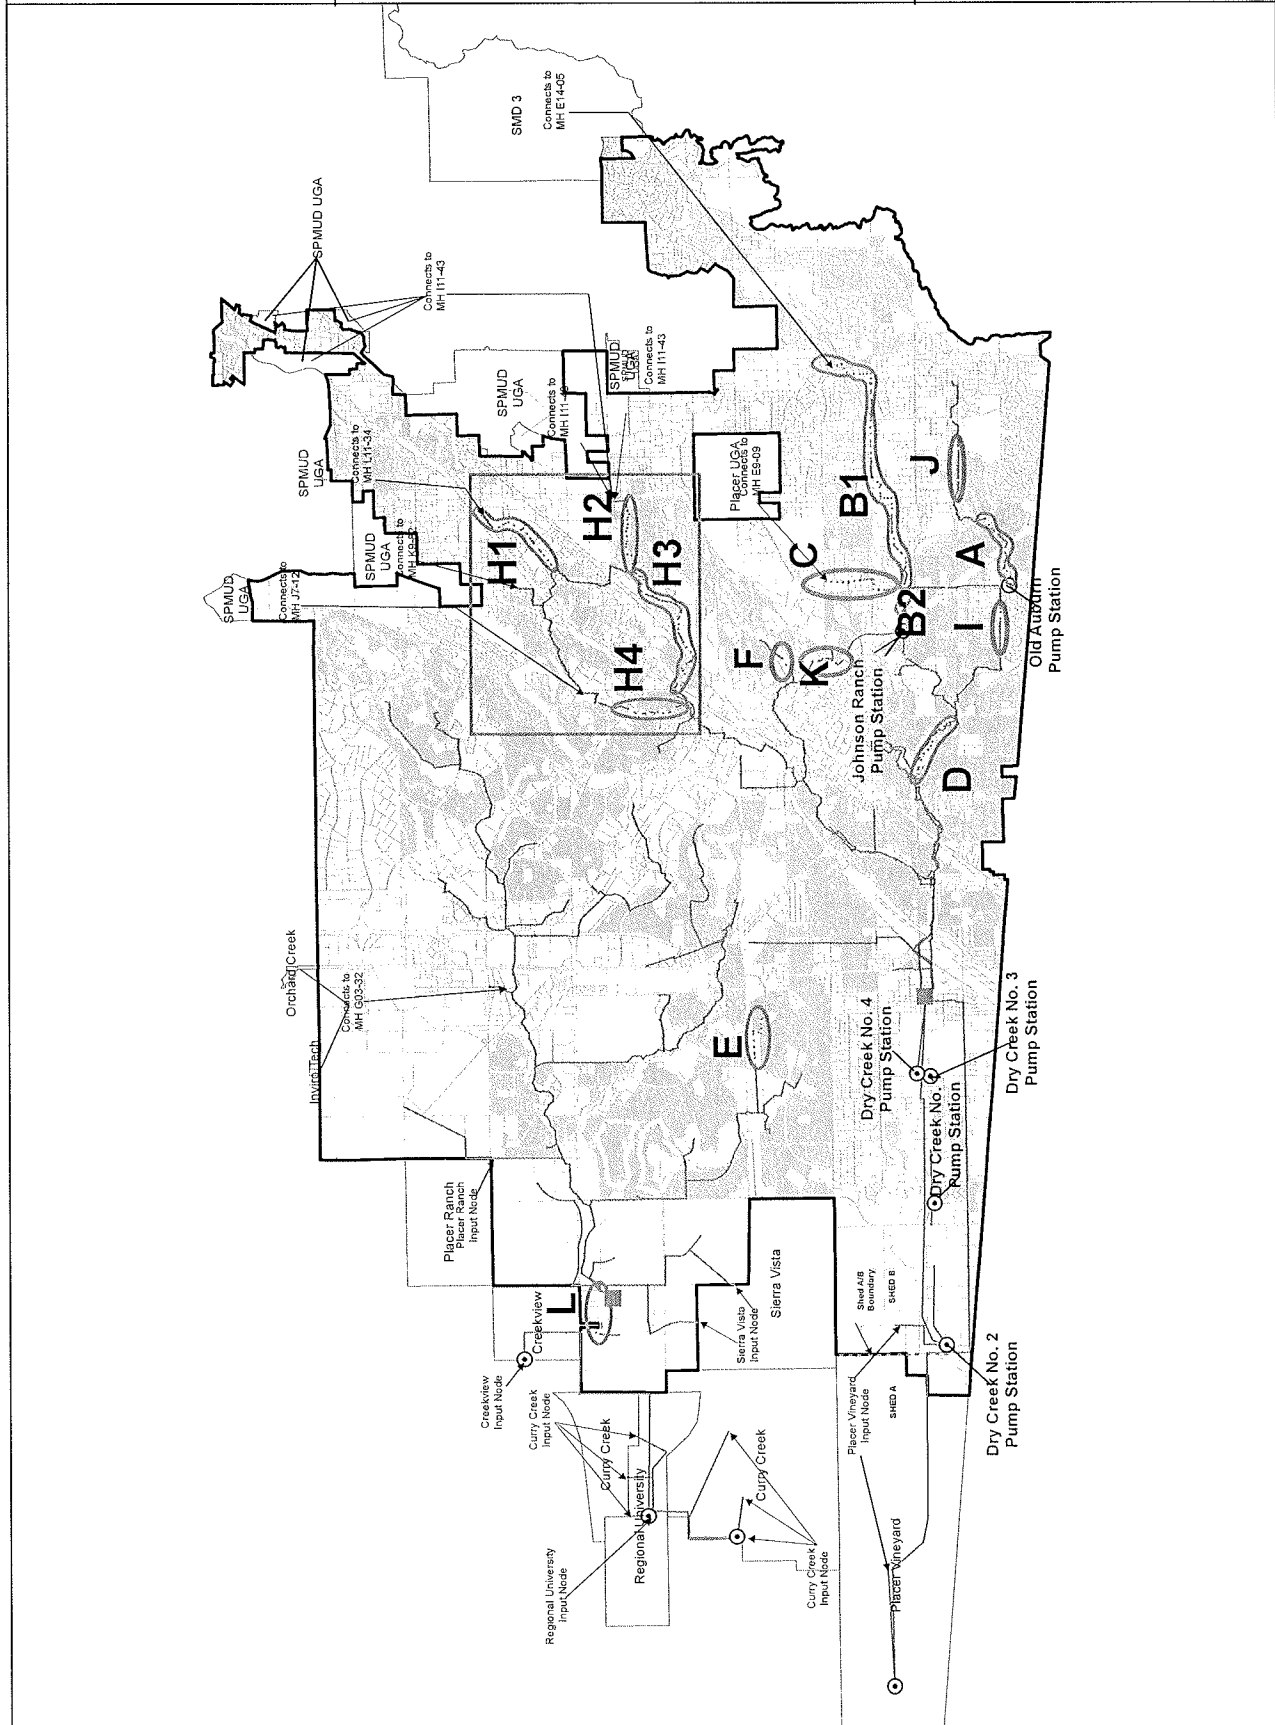 SMD 3
Connects to
MH E14-05
SPMUD UGA
Connects to
MH I11-43
SPMUD
UGA
Connects to
MH I11-43
SPMUD
UGA
SPMUD
UGA
Connects to
MH L11-34
SPMUD
UGA
SPMUD
UGA
Connects to
MH J7-12
Placer UGA
Connects to
MH E9-09
H1
H2
H3
H4
B1
B2
C
J
A
I
F
K
D
E
L
Old Auburn
Pump Station
Johnson Ranch
Pump Station
Orchard Creek
Connects to
MH G03-32
InviroTech
Dry Creek No. 4
Pump Station
Dry Creek No. 3
Pump Station
Dry Creek No.
Pump Station
Dry Creek No. 2
Pump Station
Placer Ranch
Placer Ranch
Input Node
Creekview
Creekview
Input Node
Sierra Vista
Sierra Vista
Input Node
Shed A/B
Boundary
SHED B
SHED A
Curry Creek
Input Node
Curry Creek
Regional University
Regional University
Input Node
Curry Creek
Curry Creek
Input Node
Placer Vineyard
Input Node
Placer Vineyard